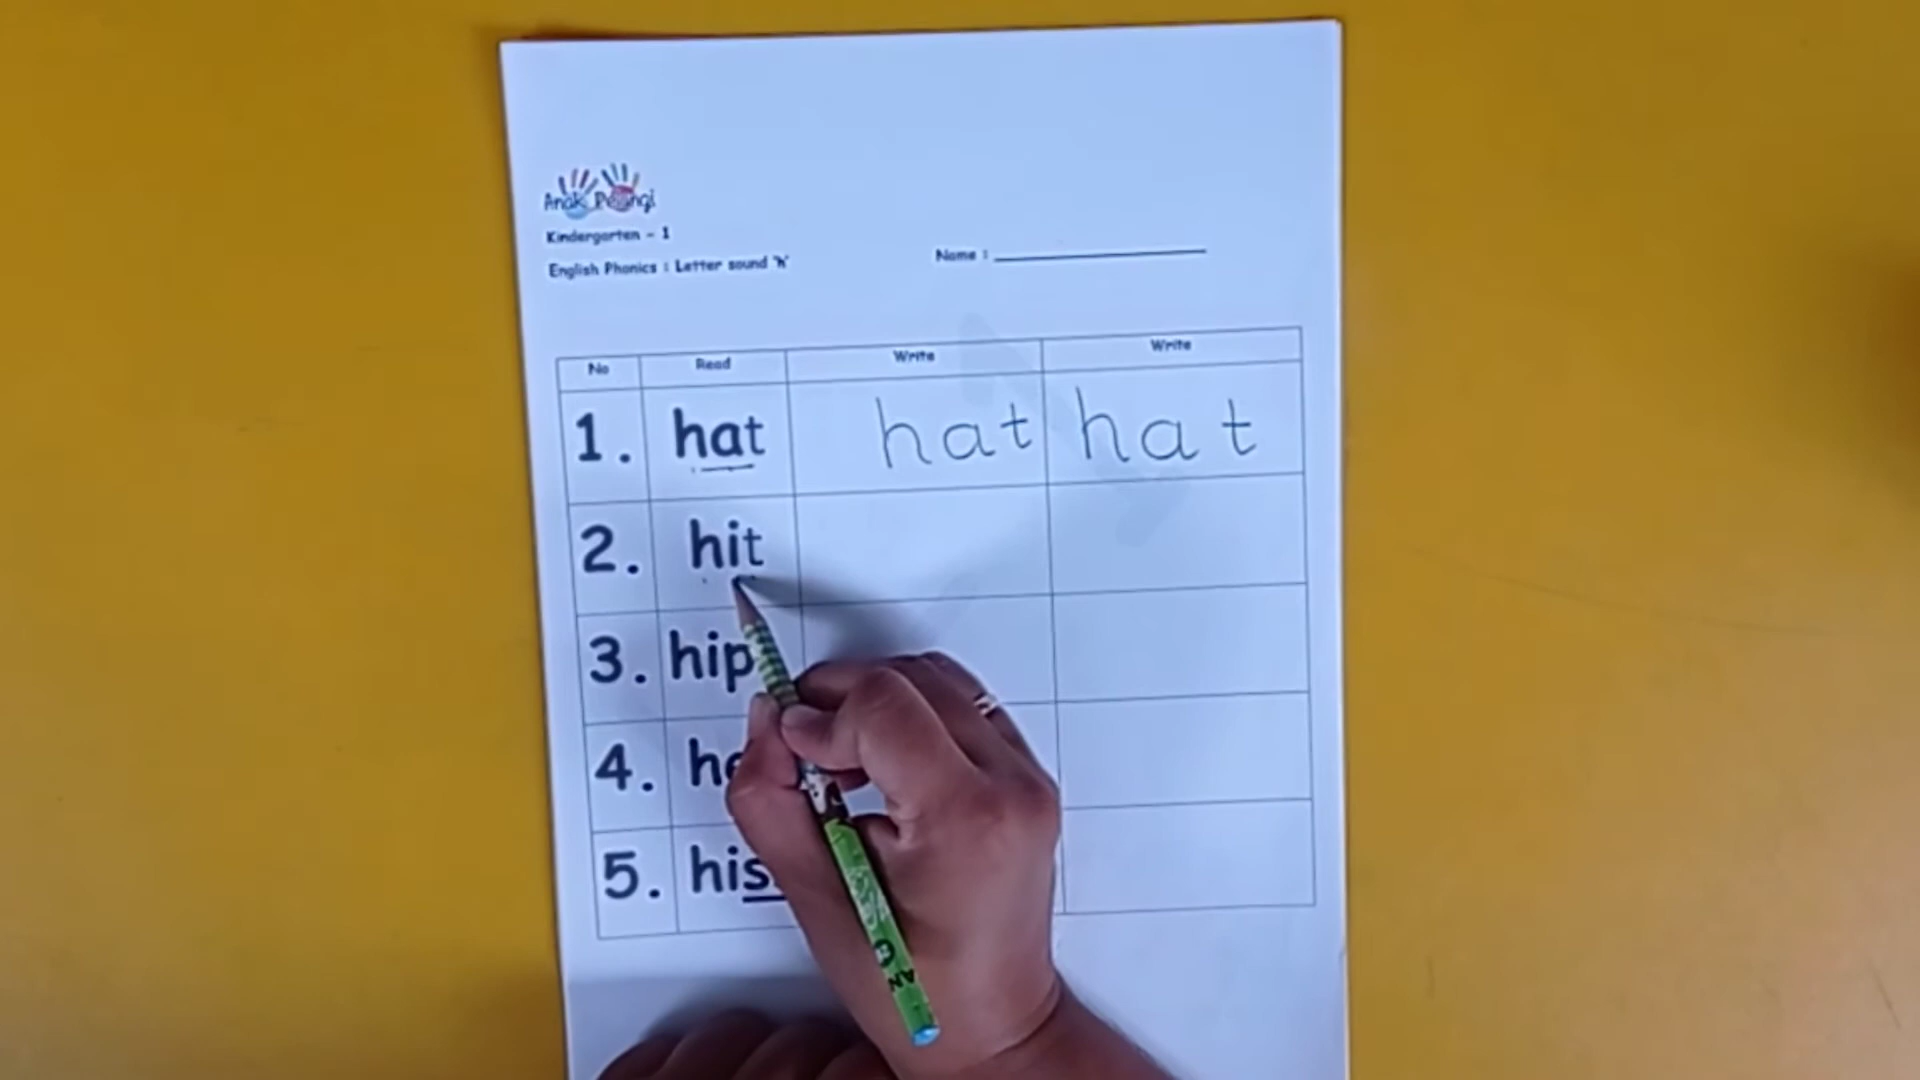 Anak Pelangi
Kindergarten - 1
English Phonics : Letter sound 'h'
Name :
No Read Write Write
1. hat hat hat
2. hit
3. hip
4.
5.